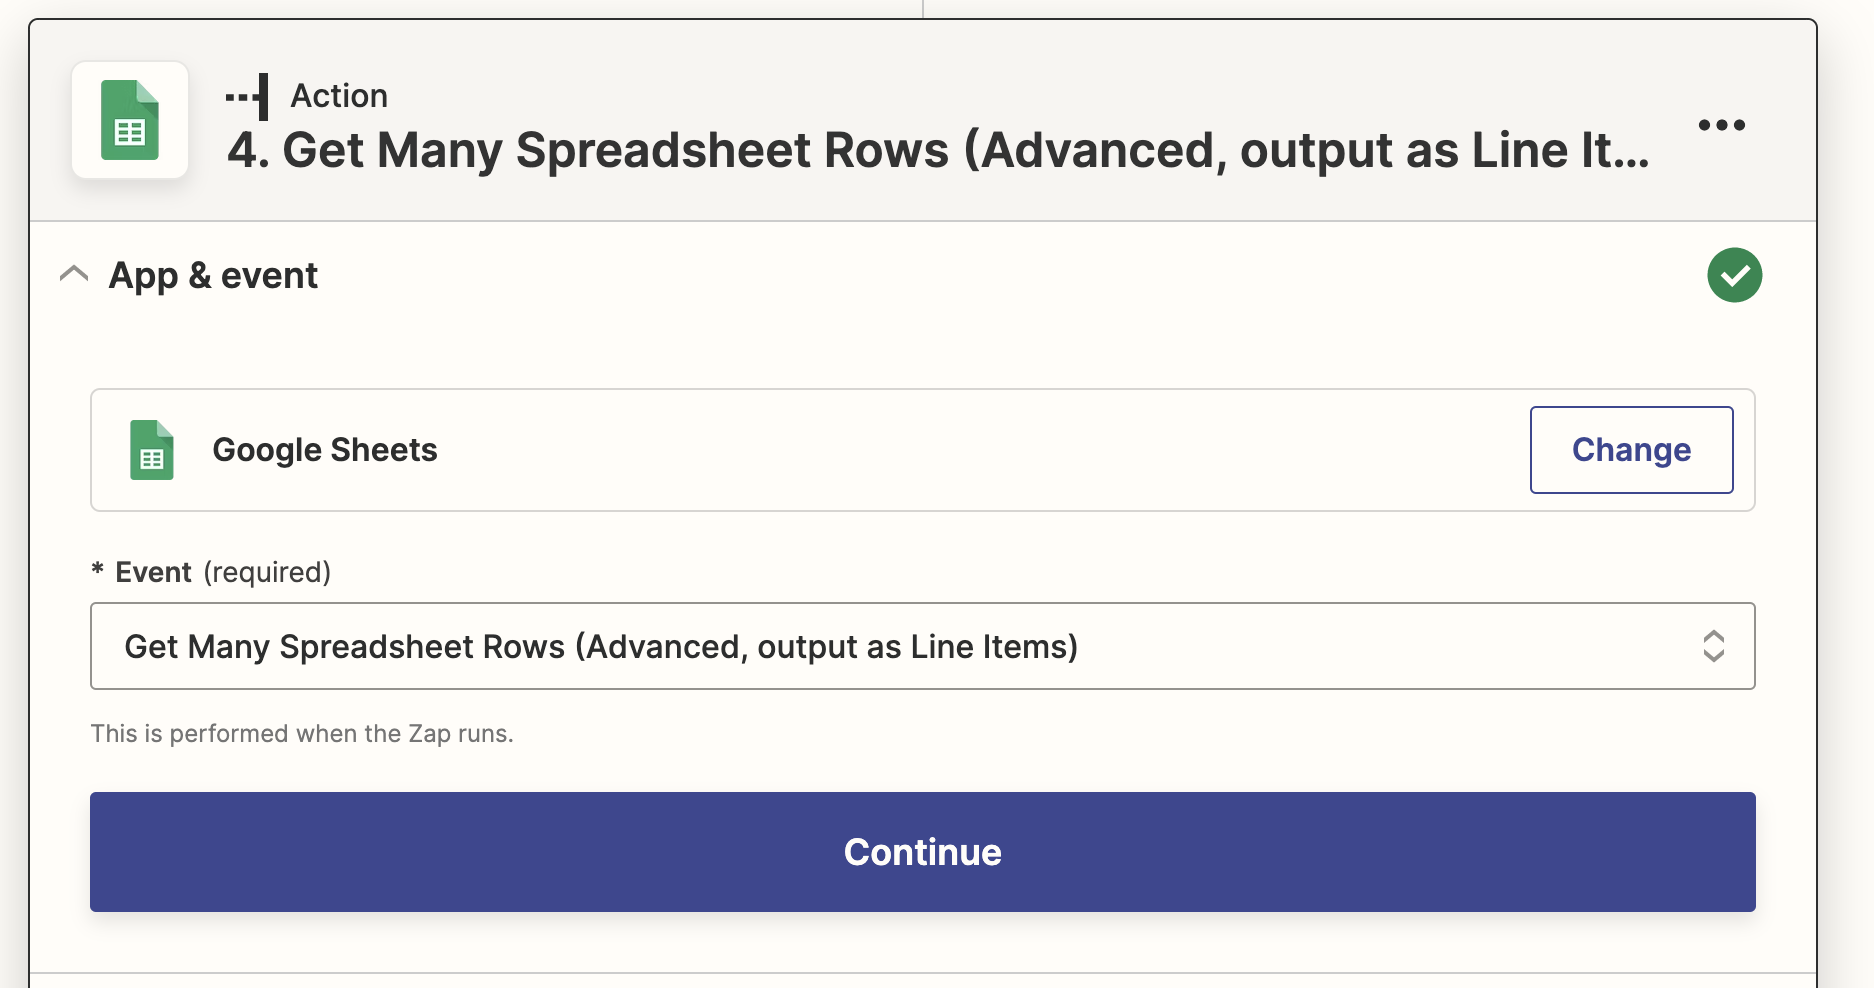 Action
4. Get Many Spreadsheet Rows (Advanced, output as Line It...
App & event
Google Sheets
Change
* Event (required)
Get Many Spreadsheet Rows (Advanced, output as Line Items)
This is performed when the Zap runs.
Continue